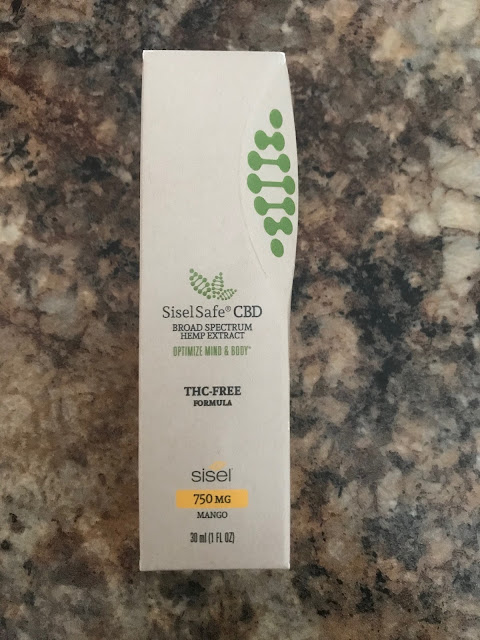 SiselSafe® CBD
BROAD SPECTRUM
HEMP EXTRACT
OPTIMIZE MIND & BODY™
THC-FREE
FORMULA
sisel
750 MG
MANGO
30 ml (1 FL OZ)